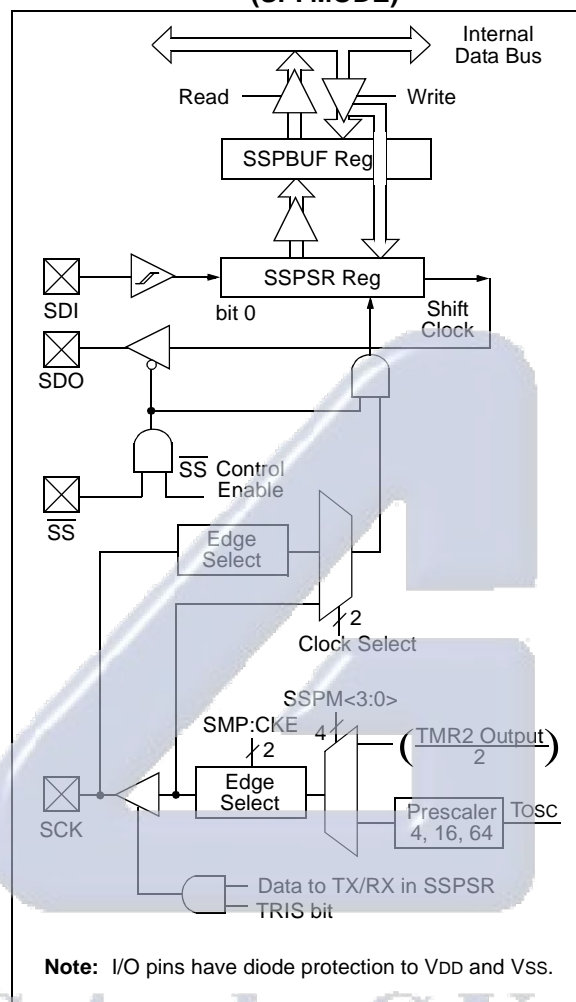 (SPI MODE)
Internal
Data Bus
Read
Write
SSPBUF Reg
SSPSR Reg
SDI
bit 0
Shift
Clock
SDO
SS Control
Enable
SS
Edge
Select
2
Clock Select
SSPM<3:0>
SMP:CKE
4
2
(TMR2 Output
2)
Edge
Select
Prescaler
4, 16, 64
TOSC
SCK
Data to TX/RX in SSPSR
TRIS bit
Note: I/O pins have diode protection to VDD and VSS.